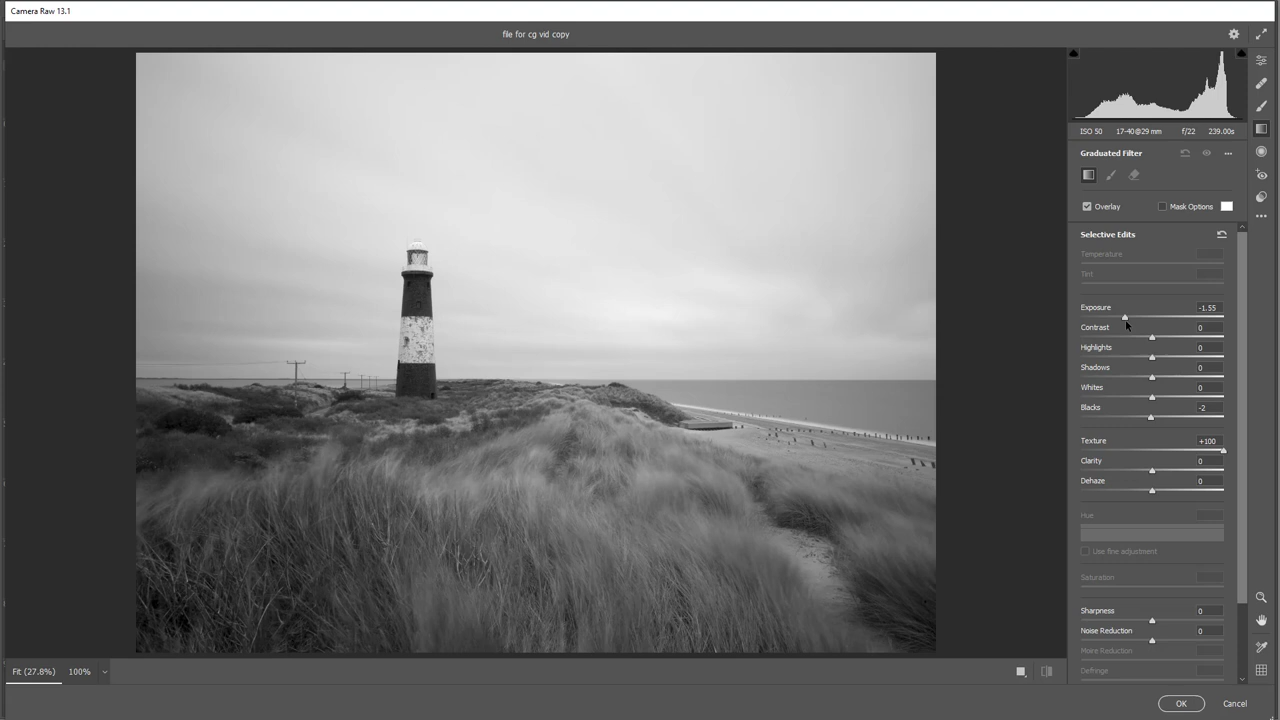 Camera Raw 13.1
file for cg vid copy
ISO 50 17-40@29 mm f/22 239.00s
Graduated Filter
Overlay Mask Options
Selective Edits
Temperature
Tint
Exposure -1.55
Contrast 0
Highlights 0
Shadows 0
Whites 0
Blacks -2
Texture +100
Clarity 0
Dehaze 0
Hue
Use fine adjustment
Saturation
Sharpness 0
Noise Reduction 0
Moire Reduction
Defringe
Fit (27.8%) 100%
OK Cancel